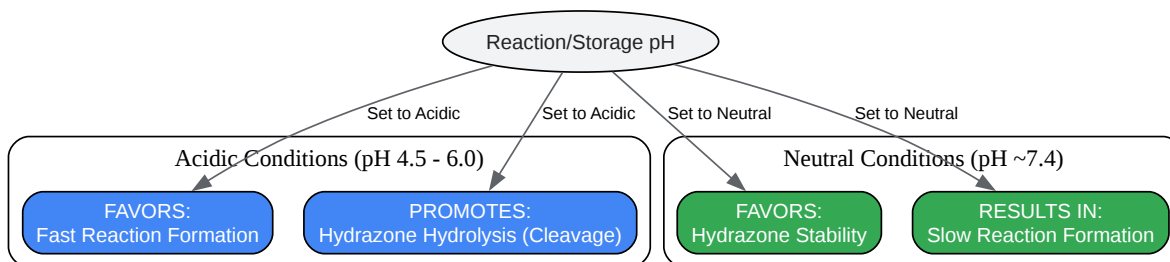 Reaction/Storage pH
Set to Acidic
Set to Acidic
Set to Neutral
Set to Neutral
Acidic Conditions (pH 4.5 - 6.0)
Neutral Conditions (pH ~7.4)
FAVORS:
Fast Reaction Formation
PROMOTES:
Hydrazone Hydrolysis (Cleavage)
FAVORS:
Hydrazone Stability
RESULTS IN:
Slow Reaction Formation